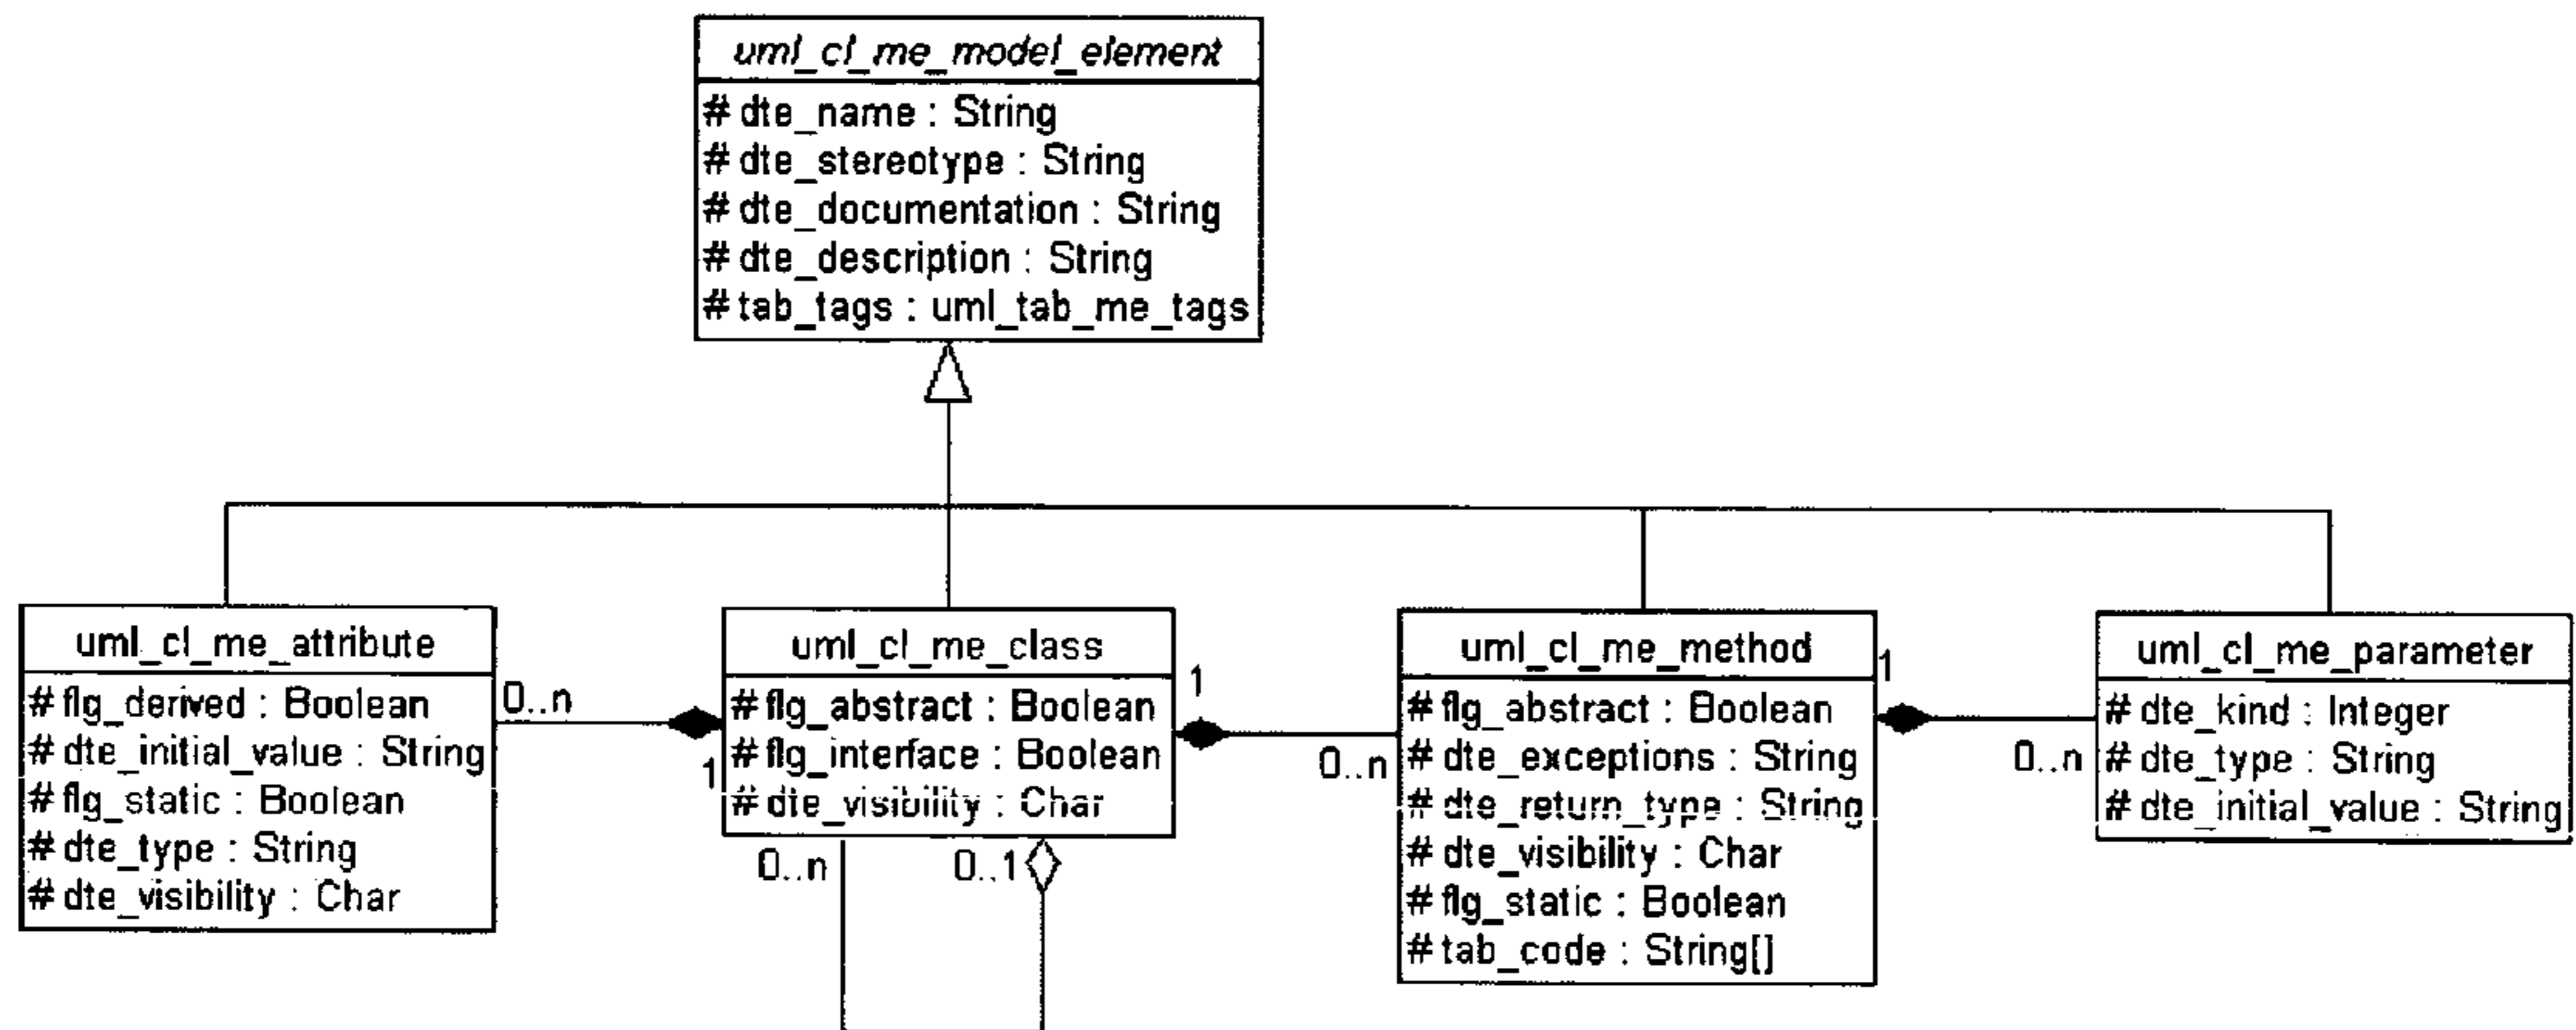 uml_cl_me_model_element
# dte_name : String
# dte_stereotype : String
# dte_documentation : String
# dte_description : String
# tab_tags : uml_tab_me_tags
uml_cl_me_attribute
# flg_derived : Boolean
# dte_initial_value : String
# flg_static : Boolean
# dte_type : String
# dte_visibility : Char
0..n
1
uml_cl_me_class
# flg_abstract : Boolean
# flg_interface : Boolean
# dte_visibility : Char
0..n
0..1
1
0..n
uml_cl_me_method
# flg_abstract : Boolean
# dte_exceptions : String
# dte_return_type : String
# dte_visibility : Char
# flg_static : Boolean
# tab_code : String[]
1
0..n
uml_cl_me_parameter
# dte_kind : Integer
# dte_type : String
# dte_initial_value : String